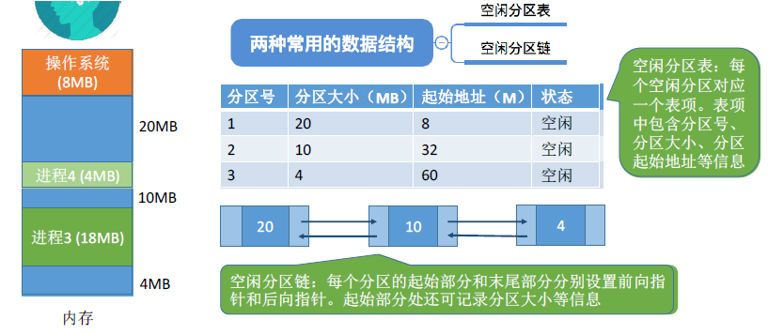 操作系统
(8MB)
20MB
进程4 (4MB)
10MB
进程3 (18MB)
4MB
内存
两种常用的数据结构
空闲分区表
空闲分区链
分区号 分区大小（MB） 起始地址（M） 状态
1 20 8 空闲
2 10 32 空闲
3 4 60 空闲
空闲分区表：每
个空闲分区对应
一个表项。表项
中包含分区号、
分区大小、分区
起始地址等信息
20 10 4
空闲分区链：每个分区的起始部分和末尾部分分别设置前向指
针和后向指针。起始部分处还可记录分区大小等信息